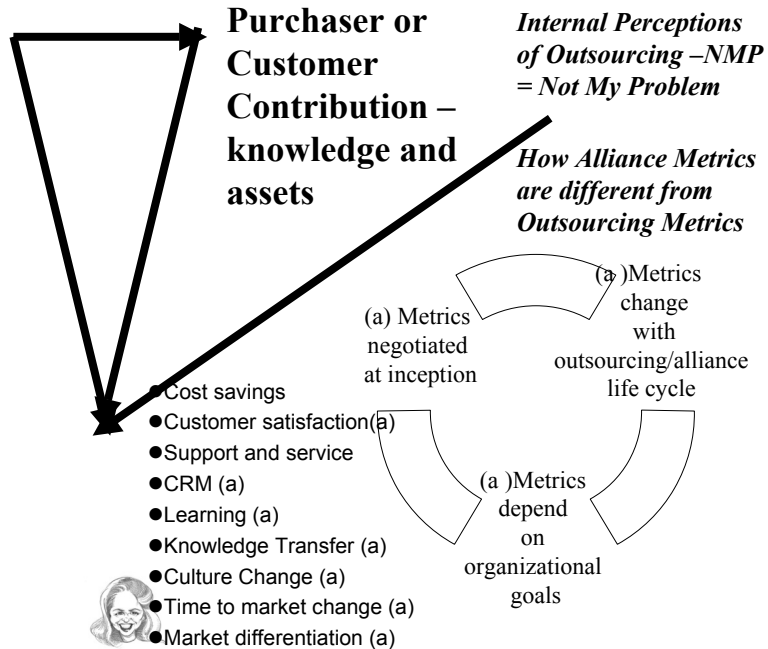 Purchaser or
Customer
Contribution –
knowledge and
assets
Internal Perceptions
of Outsourcing –NMP
= Not My Problem
How Alliance Metrics
are different from
Outsourcing Metrics
(a) Metrics
negotiated
at inception
(a )Metrics
change
with
outsourcing/alliance
life cycle
(a )Metrics
depend
on
organizational
goals
●Cost savings
●Customer satisfaction(a)
●Support and service
●CRM (a)
●Learning (a)
●Knowledge Transfer (a)
●Culture Change (a)
●Time to market change (a)
●Market differentiation (a)